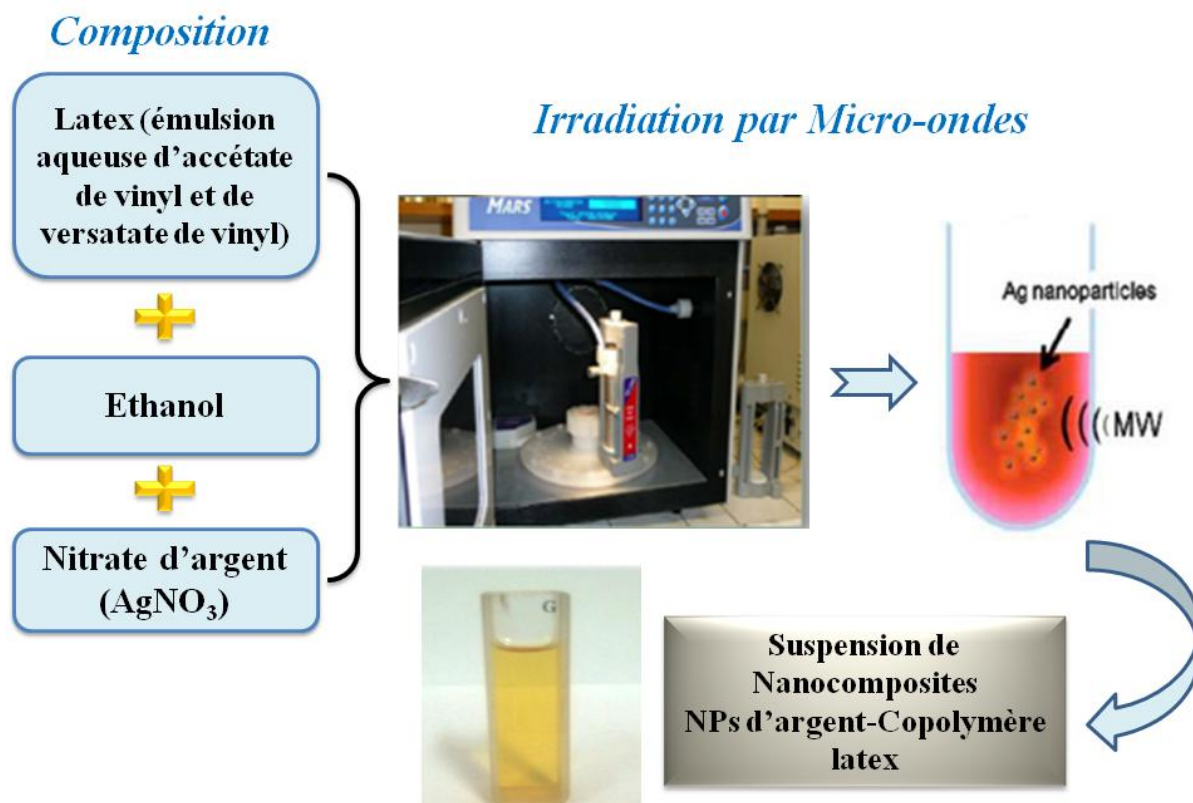 Composition
Latex (émulsion
aqueuse d’accétate
de vinyl et de
versatate de vinyl)
Ethanol
Nitrate d’argent
(AgNO₃)
Irradiation par Micro-ondes
MARS
Ag nanoparticles
MW
G
Suspension de
Nanocomposites
NPs d’argent-Copolymère
latex